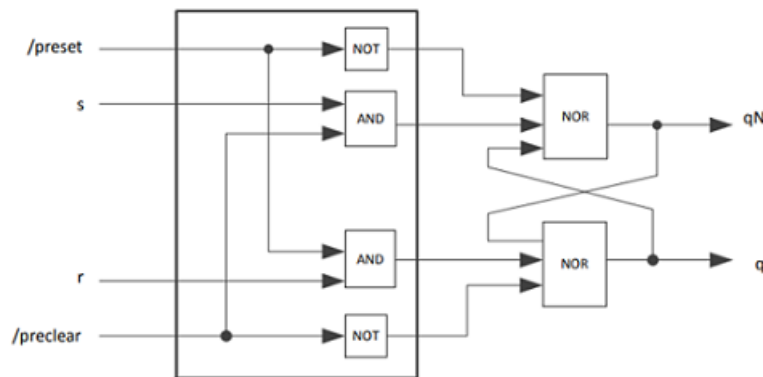 /preset
NOT
s
AND
NOR
qN
AND
NOR
q
r
/preclear
NOT